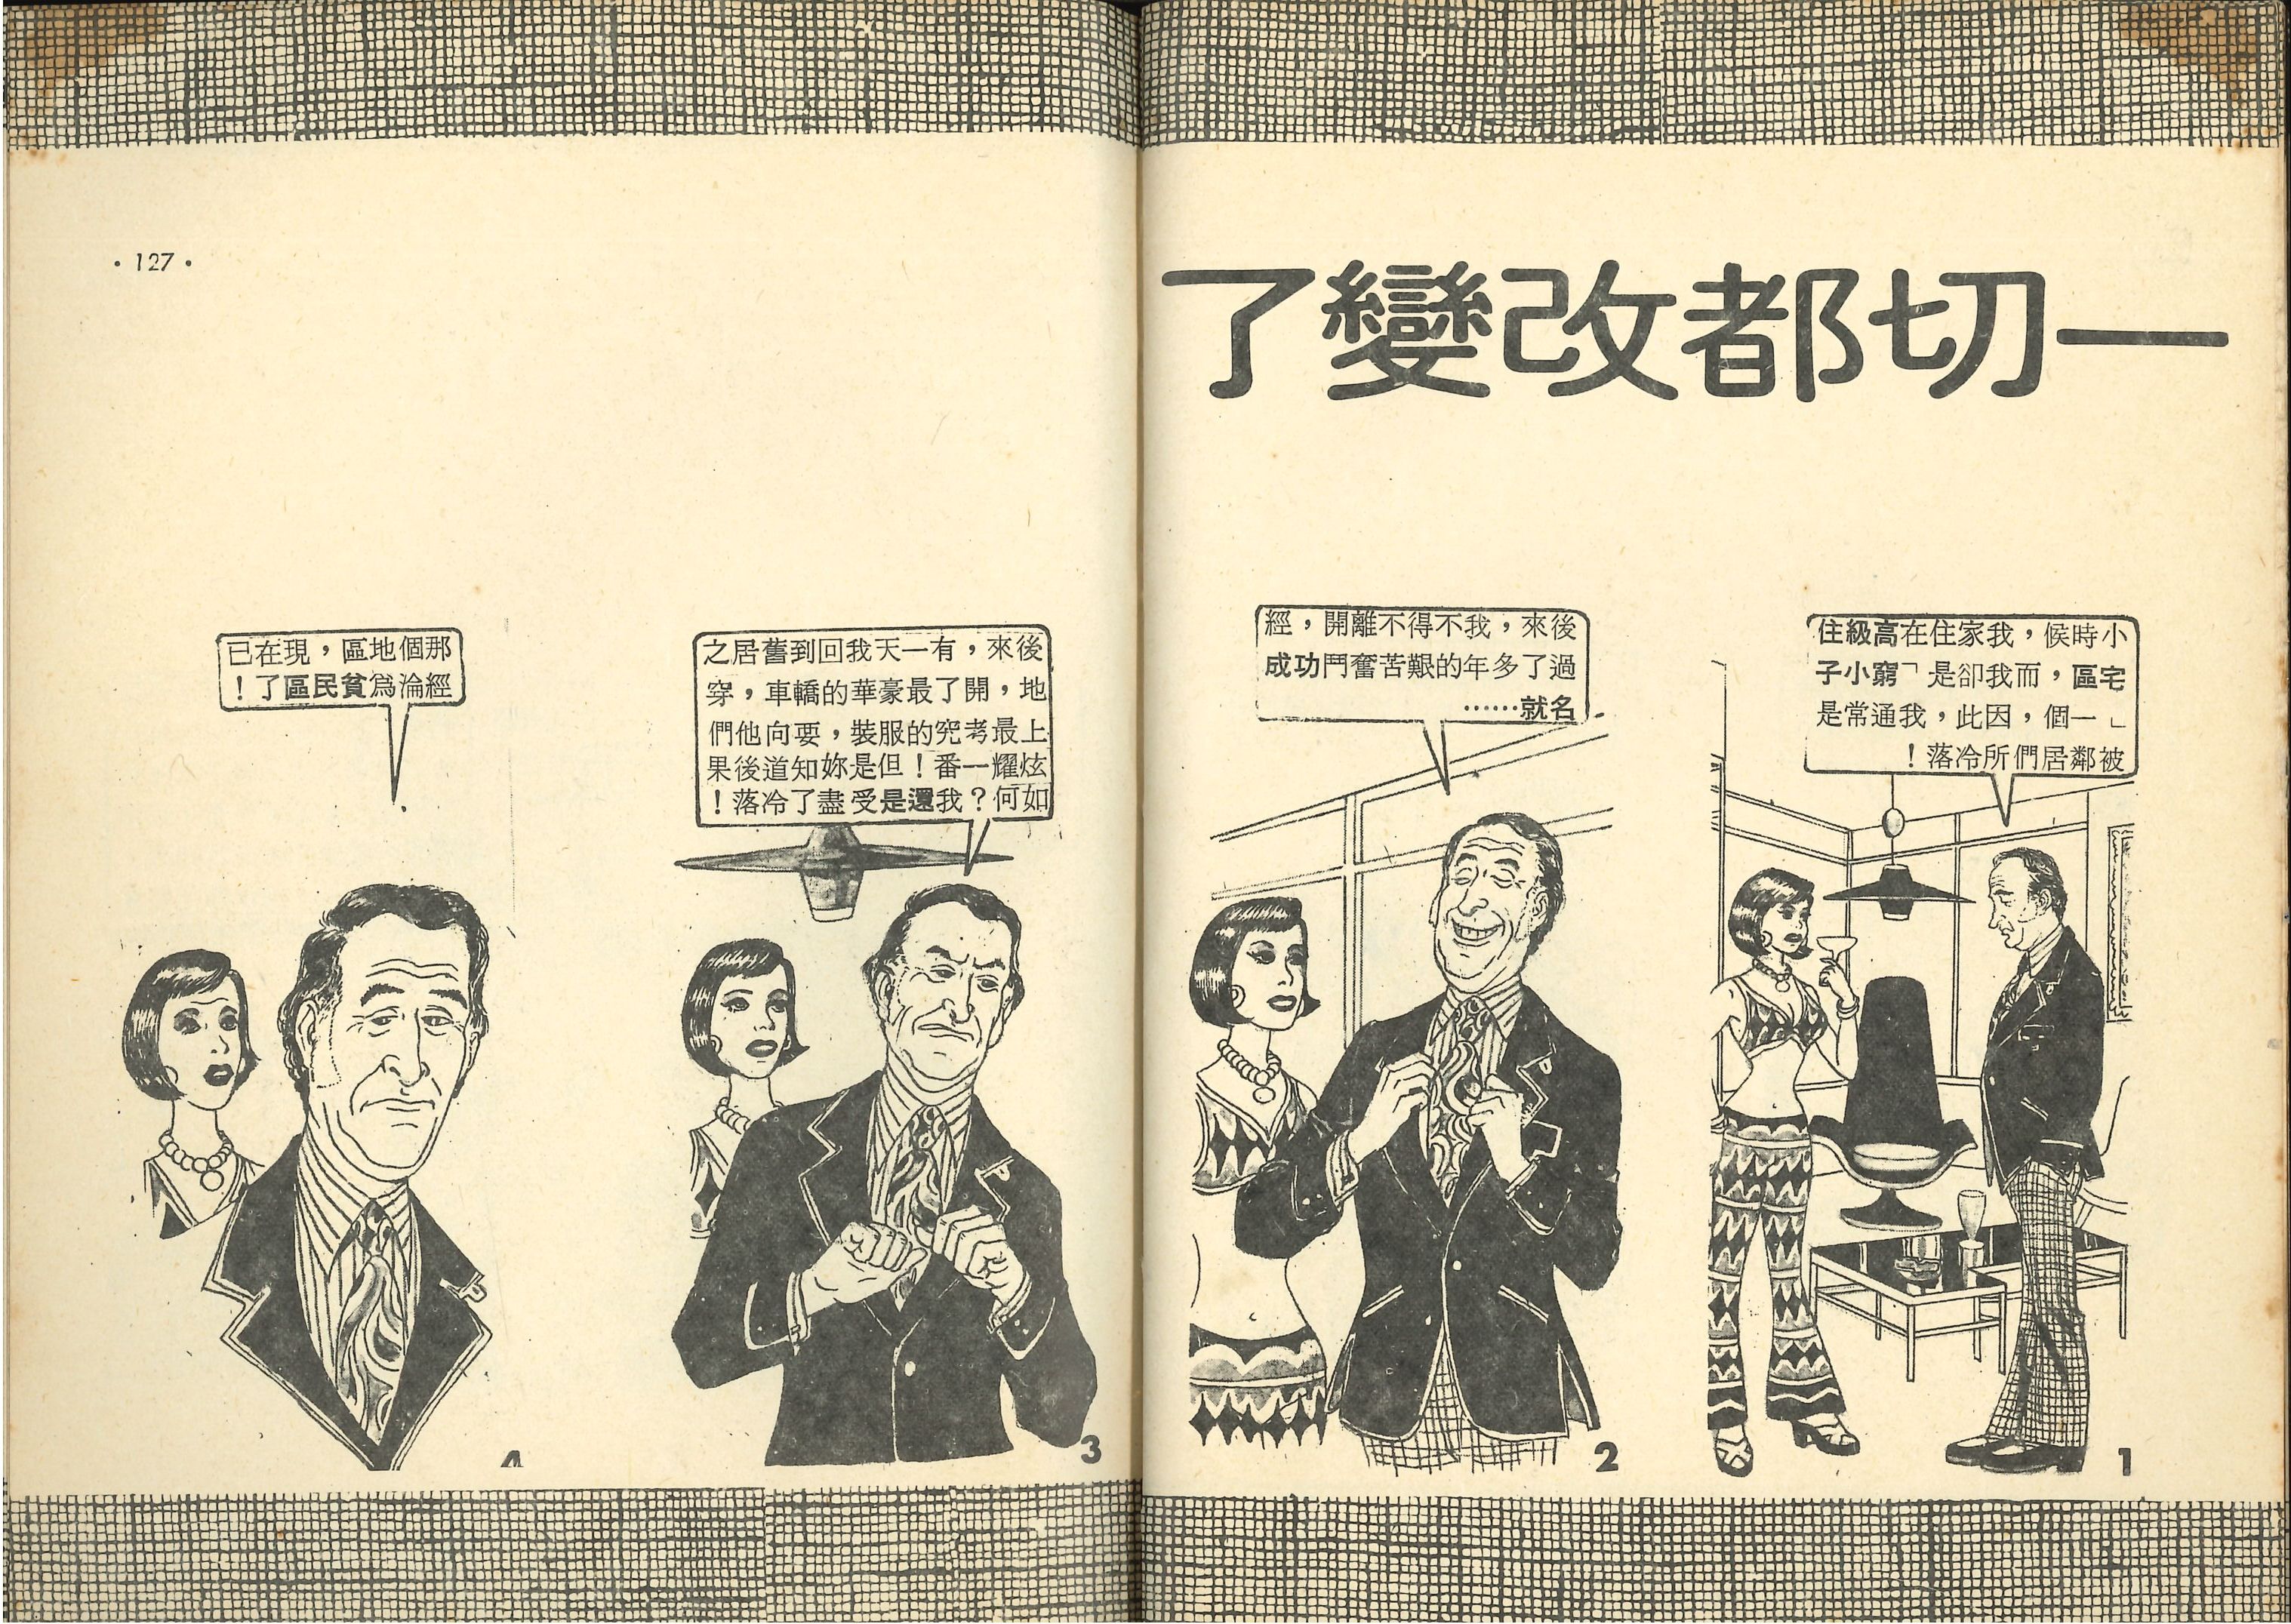 一切都改變了
小時候，我家住在高級住
宅區，而我卻是「窮小子
」一個，因此，我通常是
被鄰居們所冷落！
1
後來，我不得不離開，經
過了多年的艱苦奮鬥功成
名就……
2
後來，有一天我回到舊居之
地，開了最豪華的轎車，穿
上最考究的服裝，要向他們
炫耀一番！但是妳知道後果
如何？我還是受盡了冷落！
3
那個地區，現在已
經淪為貧民區了！
4
·127·